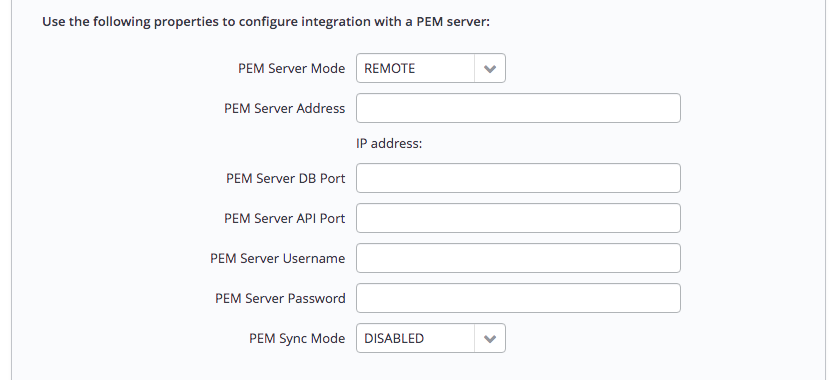 Use the following properties to configure integration with a PEM server:
PEM Server Mode REMOTE
PEM Server Address
IP address:
PEM Server DB Port
PEM Server API Port
PEM Server Username
PEM Server Password
PEM Sync Mode DISABLED